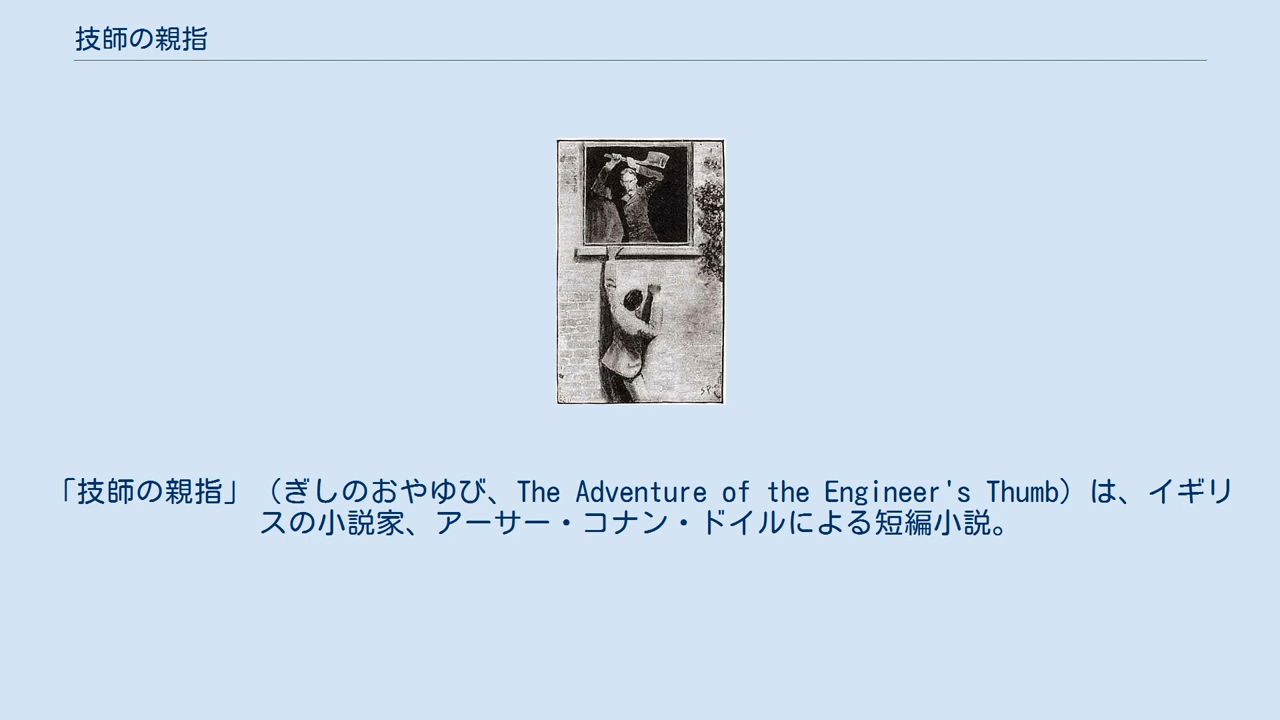 技師の親指
「技師の親指」（ぎしのおやゆび、The Adventure of the Engineer's Thumb）は、イギリ
スの小説家、アーサー・コナン・ドイルによる短編小説。